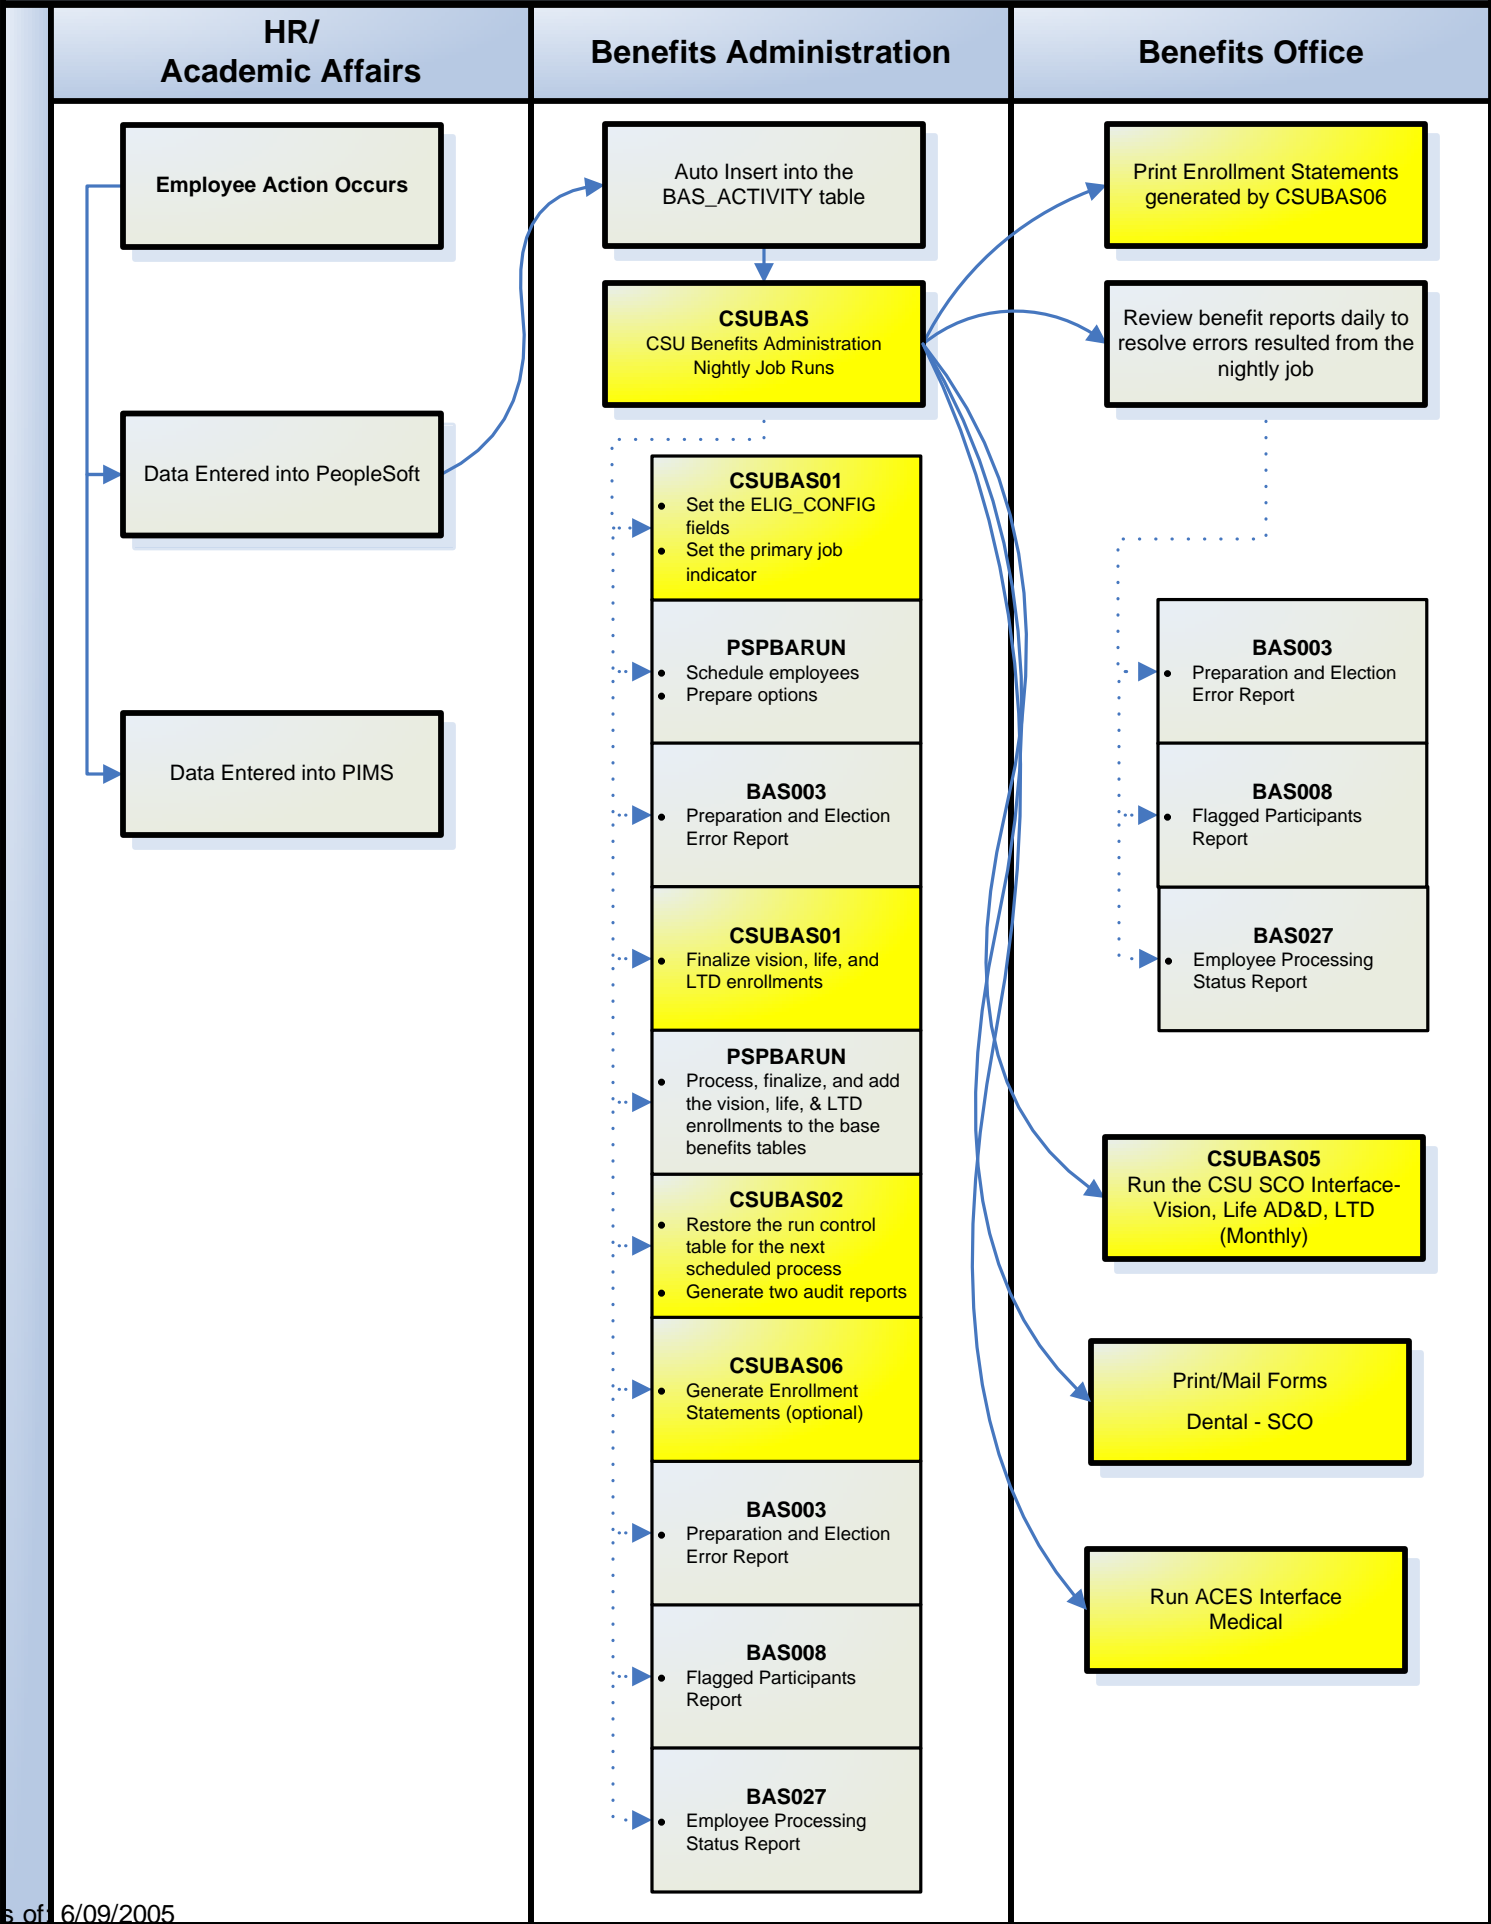 HR/
Academic Affairs
Benefits Administration
Benefits Office
Employee Action Occurs
Data Entered into PeopleSoft
Data Entered into PIMS
Auto Insert into the
BAS_ACTIVITY table
CSUBAS
CSU Benefits Administration
Nightly Job Runs
CSUBAS01
• Set the ELIG_CONFIG
fields
• Set the primary job
indicator
PSPBARUN
• Schedule employees
• Prepare options
BAS003
• Preparation and Election
Error Report
CSUBAS01
• Finalize vision, life, and
LTD enrollments
PSPBARUN
• Process, finalize, and add
the vision, life, & LTD
enrollments to the base
benefits tables
CSUBAS02
• Restore the run control
table for the next
scheduled process
• Generate two audit reports
CSUBAS06
• Generate Enrollment
Statements (optional)
BAS003
• Preparation and Election
Error Report
BAS008
• Flagged Participants
Report
BAS027
• Employee Processing
Status Report
Print Enrollment Statements
generated by CSUBAS06
Review benefit reports daily to
resolve errors resulted from the
nightly job
BAS003
• Preparation and Election
Error Report
BAS008
• Flagged Participants
Report
BAS027
• Employee Processing
Status Report
CSUBAS05
Run the CSU SCO Interface-
Vision, Life AD&D, LTD
(Monthly)
Print/Mail Forms
Dental - SCO
Run ACES Interface
Medical
s of: 6/09/2005